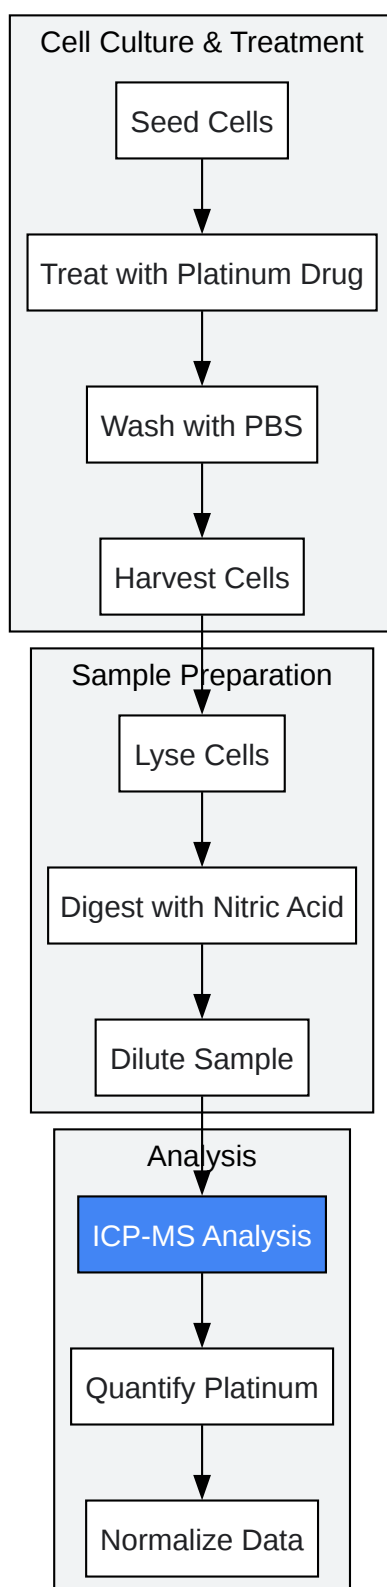 Cell Culture & Treatment
Seed Cells
Treat with Platinum Drug
Wash with PBS
Harvest Cells
Sample Preparation
Lyse Cells
Digest with Nitric Acid
Dilute Sample
Analysis
ICP-MS Analysis
Quantify Platinum
Normalize Data